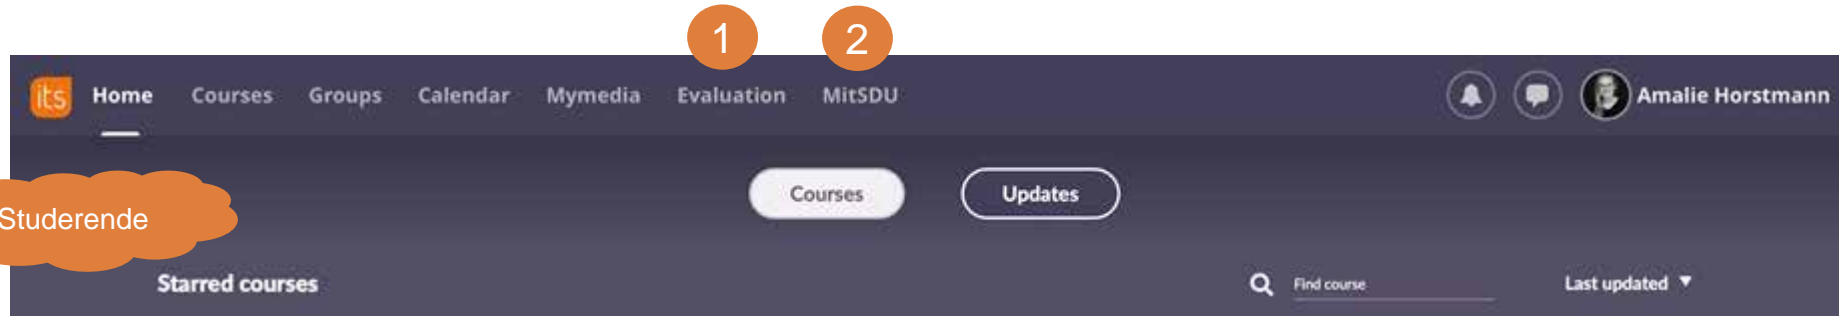 1 2
its Home Courses Groups Calendar Mymedia Evaluation MitSDU Amalie Horstmann
Courses Updates
Studerende
Starred courses Find course Last updated